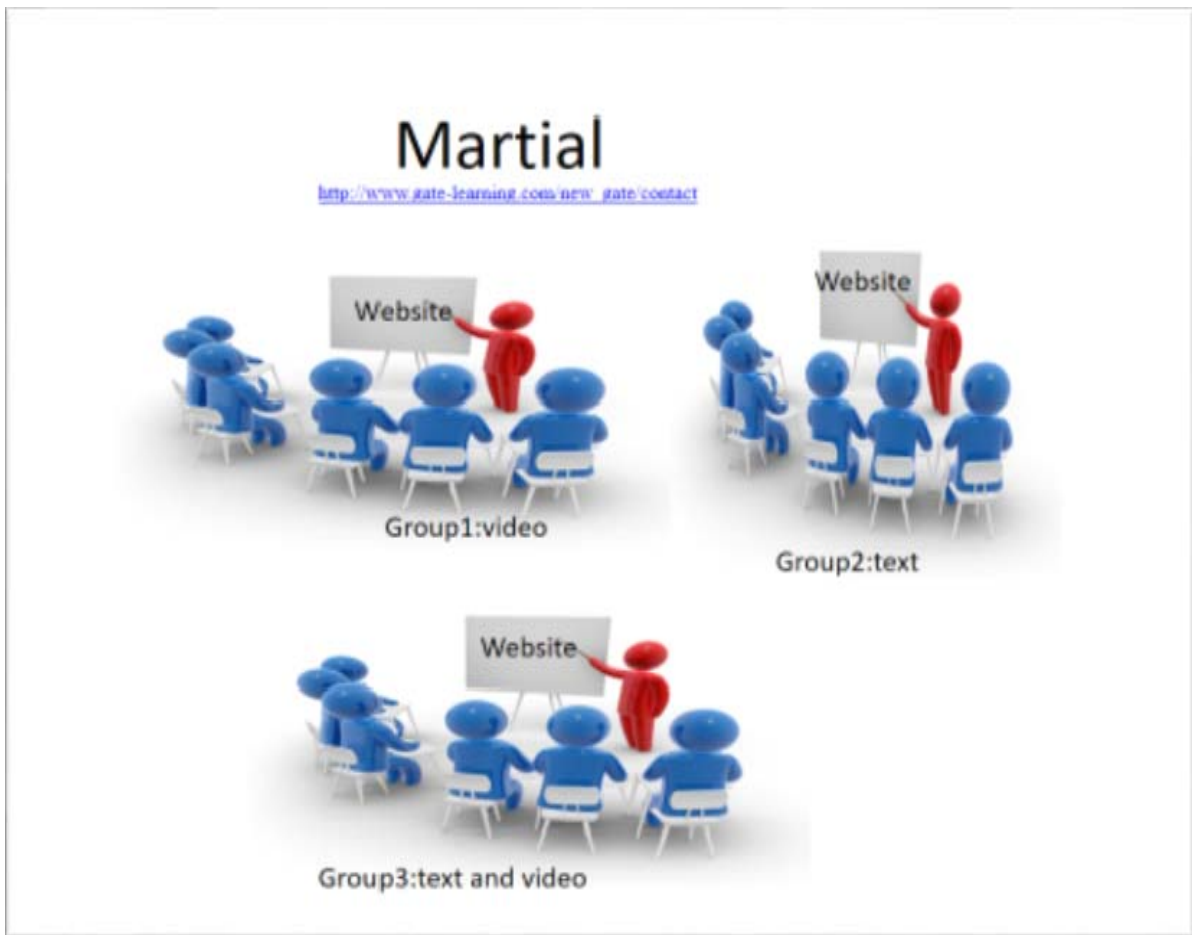 Martial
http://www.gate-learning.com/new_gate/contact
Website
Website
Group1:video
Group2:text
Website
Group3:text and video